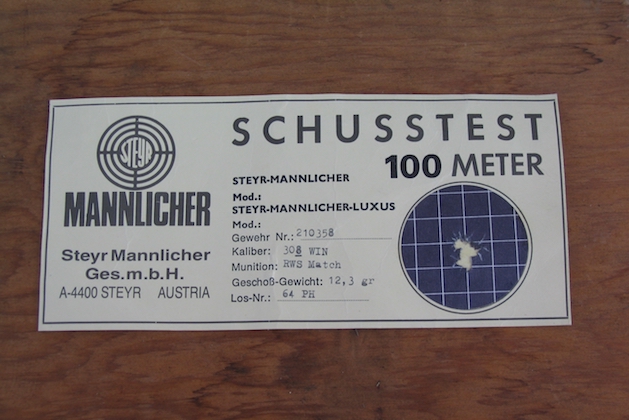 STEYR
MANNLICHER
Steyr Mannlicher
Ges.m.b.H.
A-4400 STEYR AUSTRIA
SCHUSSTEST
100 METER
STEYR-MANNLICHER
Mod.:
STEYR-MANNLICHER-LUXUS
Mod.:
Gewehr Nr.: 210358
Kaliber: 308 WIN
Munition: RWS Match
Geschoß-Gewicht: 12,3 gr
Los-Nr.: 64 PH